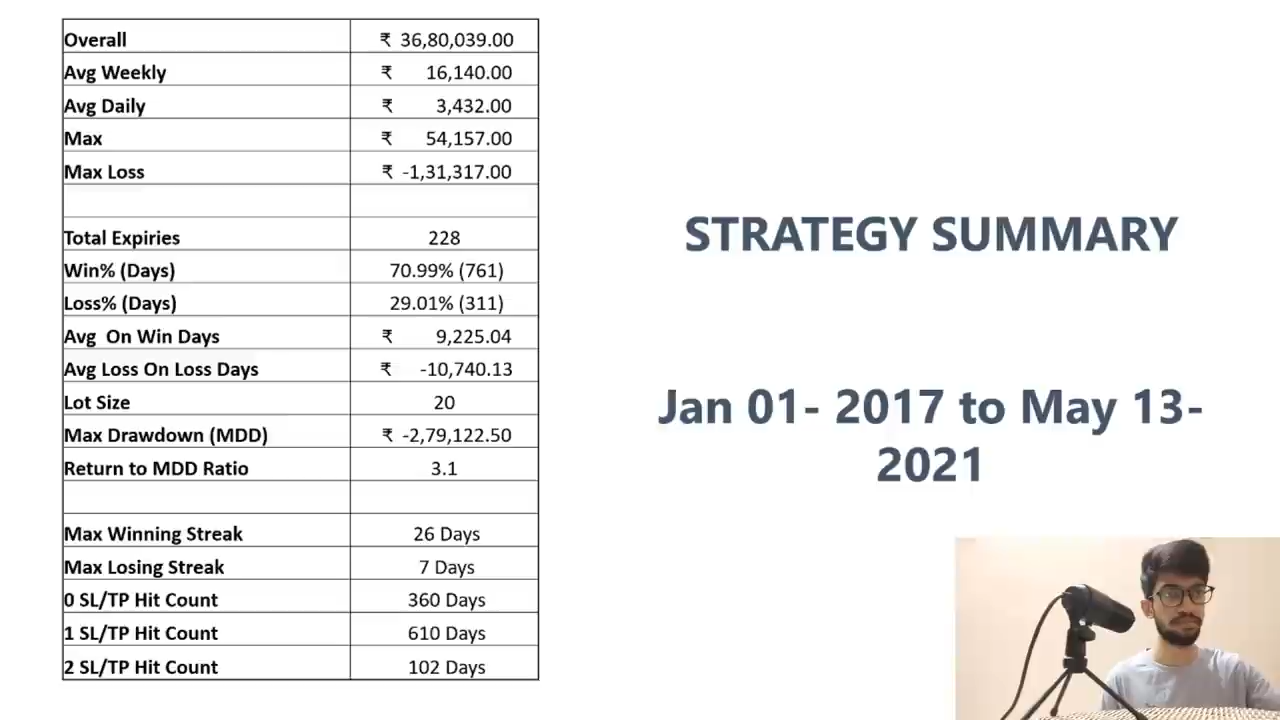 Overall ₹ 36,80,039.00
Avg Weekly ₹ 16,140.00
Avg Daily ₹ 3,432.00
Max ₹ 54,157.00
Max Loss ₹ -1,31,317.00
Total Expiries 228
Win% (Days) 70.99% (761)
Loss% (Days) 29.01% (311)
Avg On Win Days ₹ 9,225.04
Avg Loss On Loss Days ₹ -10,740.13
Lot Size 20
Max Drawdown (MDD) ₹ -2,79,122.50
Return to MDD Ratio 3.1
Max Winning Streak 26 Days
Max Losing Streak 7 Days
0 SL/TP Hit Count 360 Days
1 SL/TP Hit Count 610 Days
2 SL/TP Hit Count 102 Days
STRATEGY SUMMARY
Jan 01- 2017 to May 13-
2021